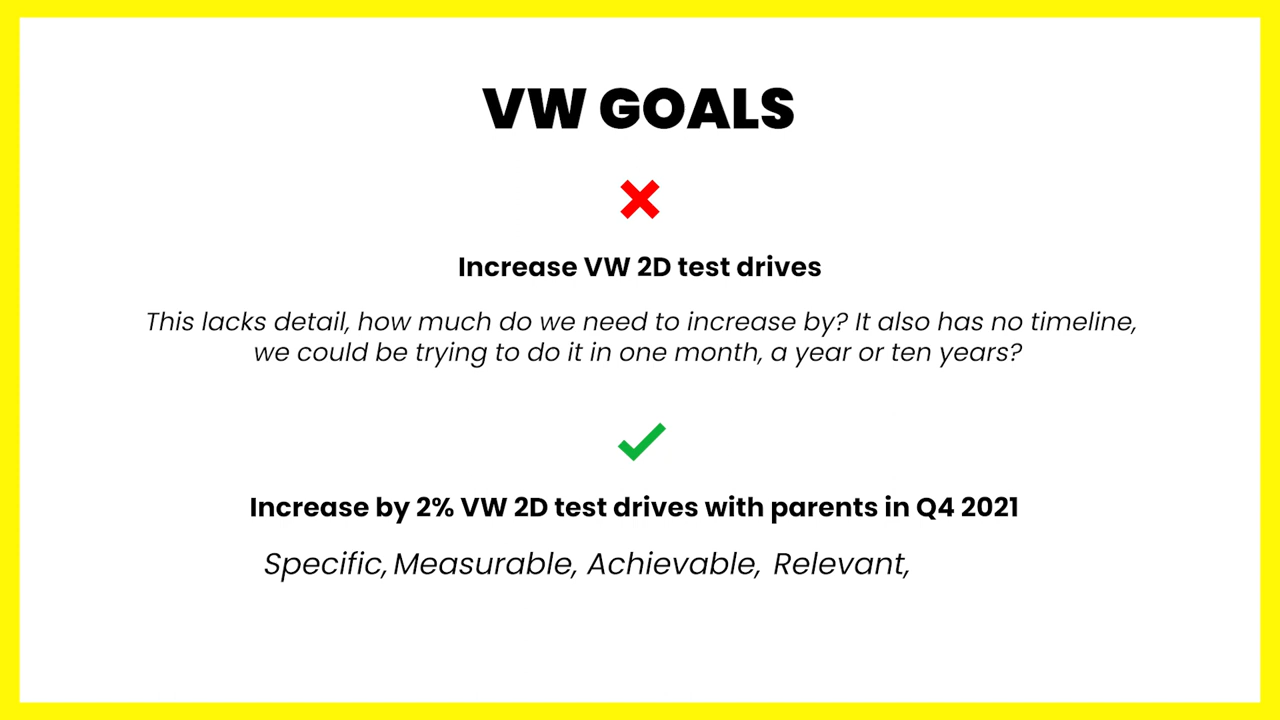 VW GOALS
Increase VW 2D test drives
This lacks detail, how much do we need to increase by? It also has no timeline,
we could be trying to do it in one month, a year or ten years?
Increase by 2% VW 2D test drives with parents in Q4 2021
Specific, Measurable, Achievable, Relevant,